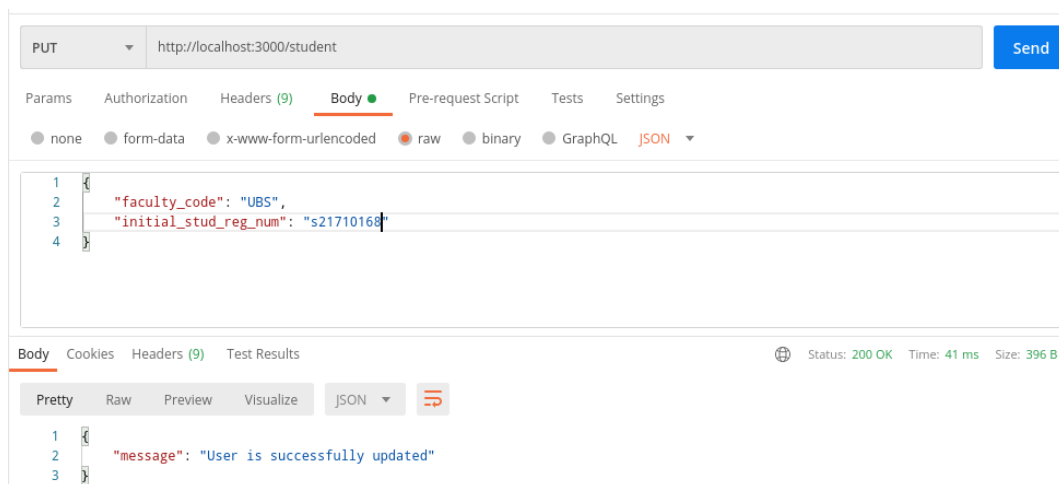 PUT http://localhost:3000/student Send
Params Authorization Headers (9) Body Pre-request Script Tests Settings
none form-data x-www-form-urlencoded raw binary GraphQL JSON
1 {
2 "faculty_code": "UBS",
3 "initial_stud_reg_num": "s21710168"
4 }
Body Cookies Headers (9) Test Results Status: 200 OK Time: 41 ms Size: 396 B
Pretty Raw Preview Visualize JSON
1 {
2 "message": "User is successfully updated"
3 }